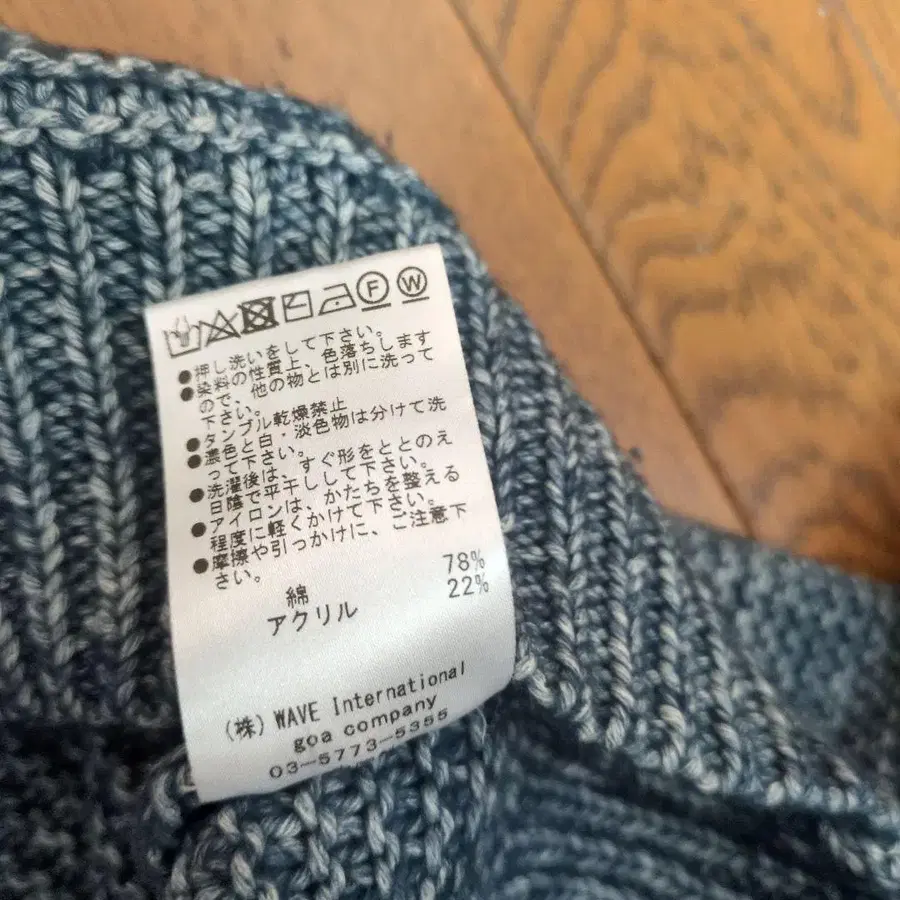 F W
●押し洗いをして下さい。
●染料の性質上、色落ちします
ので、他の物とは別に洗って
下さい。
●タンブル乾燥禁止
●濃色と白・淡色物は分けて洗
って下さい。
●洗濯後は、すぐ形をととのえ
日陰で平干しして下さい。
●アイロンは、かたちを整える
程度に軽くかけて下さい。
●摩擦や引っかけに、ご注意下
さい。
綿 78%
アクリル 22%
(株) WAVE International
goa company
03-5773-5355